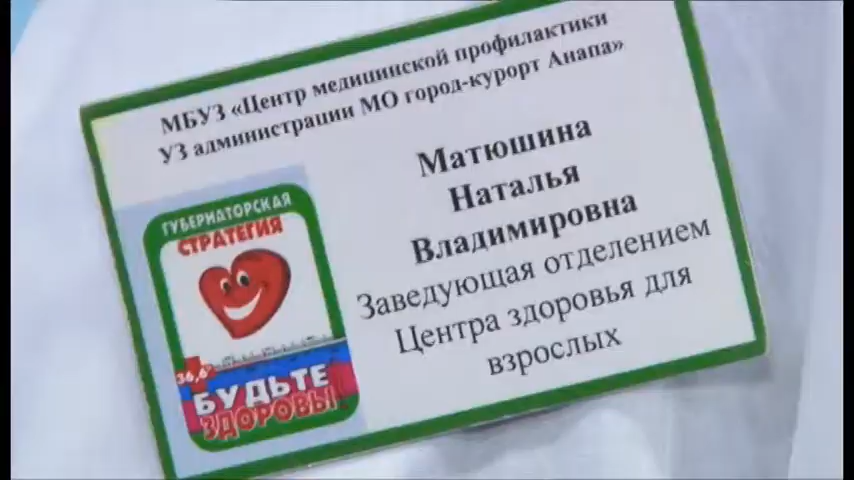 МБУЗ «Центр медицинской профилактики
УЗ администрации МО город-курорт Анапа»
Матюшина
Наталья
Владимировна
Заведующая отделением
Центра здоровья для
взрослых
ГУБЕРНАТОРСКАЯ
СТРАТЕГИЯ
36,6°
БУДЬТЕ
ЗДОРОВЫ!